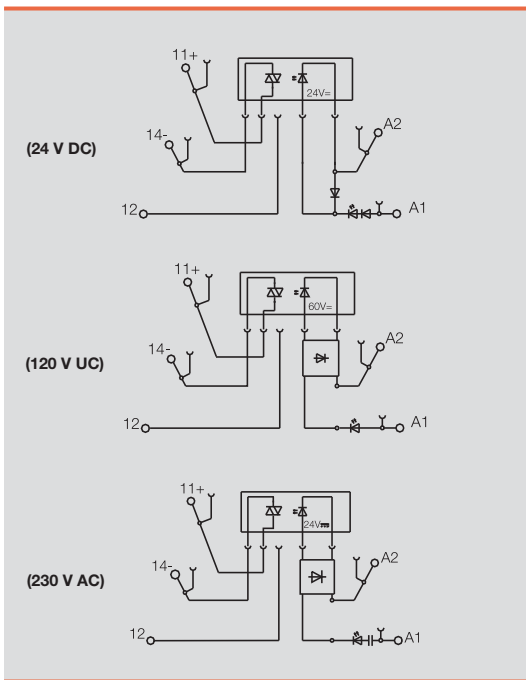 11+
24V=
A2
14-
(24 V DC)
12
A1
11+
60V=
A2
14-
(120 V UC)
12
A1
11+
24V⎓
A2
14-
(230 V AC)
12
A1